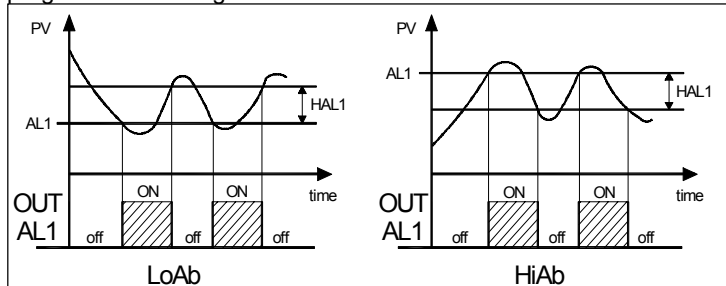 PV
AL1
HAL1
time
OUT
AL1
off
ON
off
ON
off
LoAb
PV
AL1
HAL1
time
OUT
AL1
off
ON
off
ON
off
HiAb